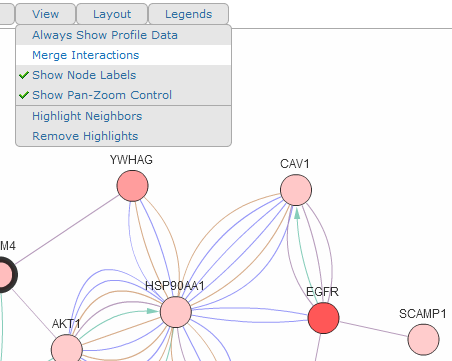 View Layout Legends
Always Show Profile Data
Merge Interactions
Show Node Labels
Show Pan-Zoom Control
Highlight Neighbors
Remove Highlights
YWHAG
CAV1
M4
HSP90AA1
EGFR
AKT1
SCAMP1